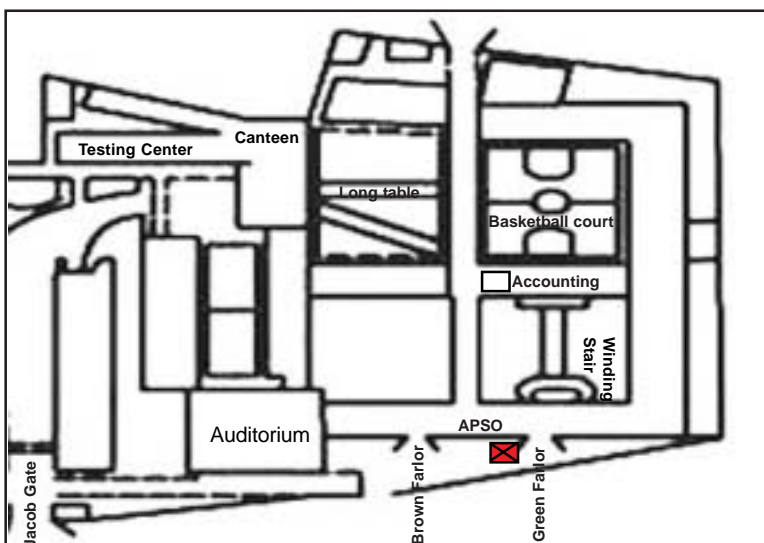 Canteen
Testing Center
Long table
Basketball court
Accounting
Winding
Stair
APSO
Auditorium
Brown Farlor
Green Farlor
Jacob Gate